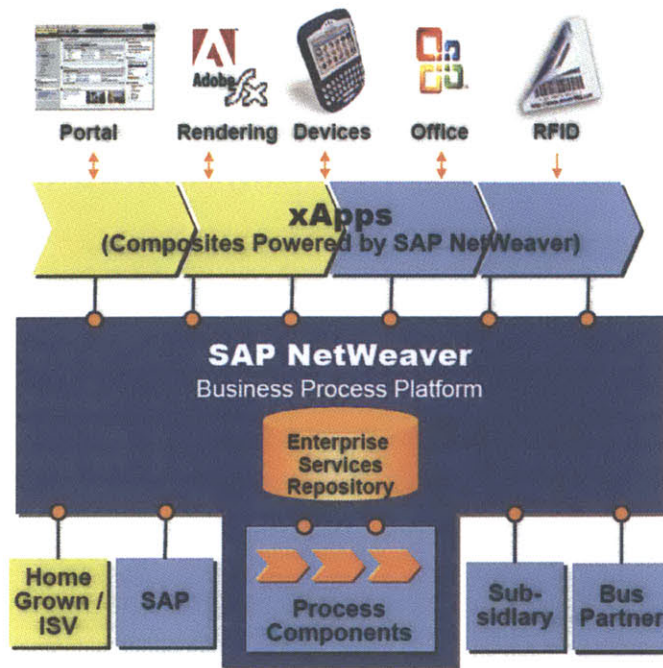 Adobe fx
Portal
Rendering
Devices
Office
RFID
xApps
(Composites Powered by SAP NetWeaver)
SAP NetWeaver
Business Process Platform
Enterprise
Services
Repository
Home
Grown /
ISV
SAP
Process
Components
Sub-
sidiary
Bus
Partner